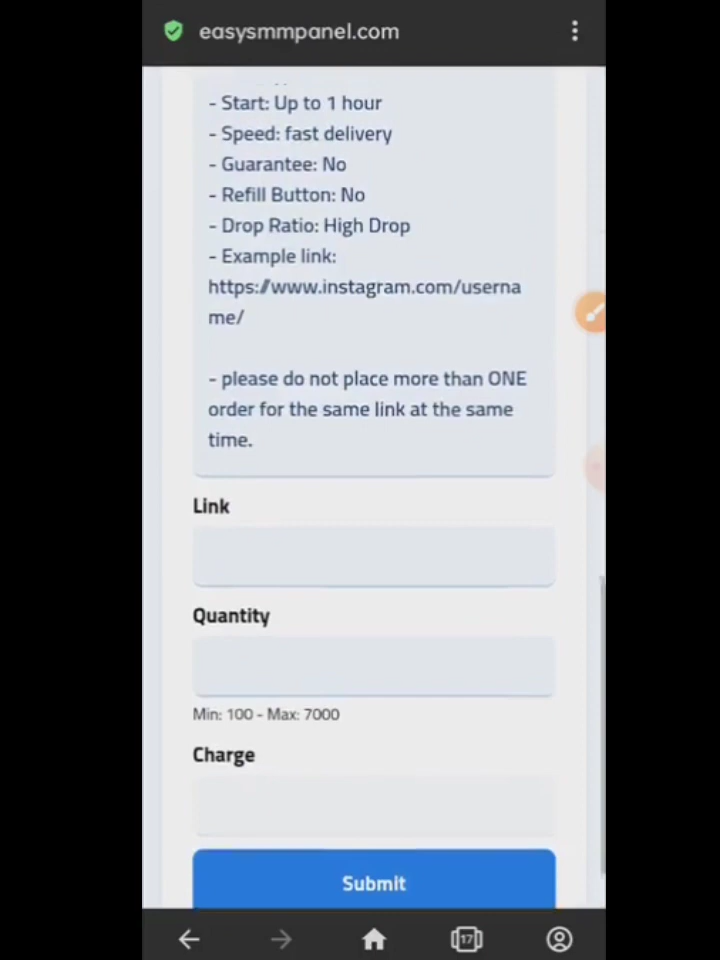 easysmmpanel.com
- Start: Up to 1 hour
- Speed: fast delivery
- Guarantee: No
- Refill Button: No
- Drop Ratio: High Drop
- Example link:
https://www.instagram.com/userna
me/
- please do not place more than ONE
order for the same link at the same
time.
Link
Quantity
Min: 100 - Max: 7000
Charge
Submit
17